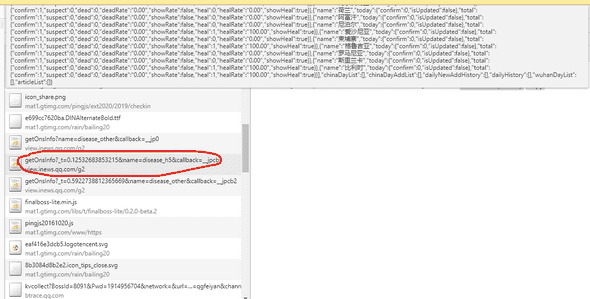 {"confirm":1,"suspect":0,"dead":0,"deadRate":"0.00","showRate":false,"heal":0,"healRate":"0.00","showHeal":true}},{"name":"荷兰","today":{"confirm":0,"isUpdated":false},"total":
{"confirm":1,"suspect":0,"dead":0,"deadRate":"0.00","showRate":false,"heal":0,"healRate":"0.00","showHeal":true}},{"name":"阿富汗","today":{"confirm":0,"isUpdated":false},"total":
{"confirm":1,"suspect":0,"dead":0,"deadRate":"0.00","showRate":false,"heal":0,"healRate":"0.00","showHeal":true}},{"name":"尼泊尔","today":{"confirm":0,"isUpdated":false},"total":
{"confirm":1,"suspect":0,"dead":0,"deadRate":"0.00","showRate":false,"heal":1,"healRate":"100.00","showHeal":true}},{"name":"爱沙尼亚","today":{"confirm":0,"isUpdated":false},"total":
{"confirm":1,"suspect":0,"dead":0,"deadRate":"0.00","showRate":false,"heal":0,"healRate":"0.00","showHeal":true}},{"name":"柬埔寨","today":{"confirm":0,"isUpdated":false},"total":
{"confirm":1,"suspect":0,"dead":0,"deadRate":"0.00","showRate":false,"heal":1,"healRate":"100.00","showHeal":true}},{"name":"格鲁吉亚","today":{"confirm":0,"isUpdated":false},"total":
{"confirm":1,"suspect":0,"dead":0,"deadRate":"0.00","showRate":false,"heal":0,"healRate":"0.00","showHeal":true}},{"name":"罗马尼亚","today":{"confirm":0,"isUpdated":false},"total":
{"confirm":1,"suspect":0,"dead":0,"deadRate":"0.00","showRate":false,"heal":0,"healRate":"0.00","showHeal":true}},{"name":"斯里兰卡","today":{"confirm":0,"isUpdated":false},"total":
{"confirm":1,"suspect":0,"dead":0,"deadRate":"0.00","showRate":false,"heal":1,"healRate":"100.00","showHeal":true}},{"name":"比利时","today":{"confirm":0,"isUpdated":false},"total":
{"confirm":1,"suspect":0,"dead":0,"deadRate":"0.00","showRate":false,"heal":1,"healRate":"100.00","showHeal":true}}],"chinaDayList":[],"chinaDayAddList":[],"dailyNewAddHistory":[],"dailyHistory":[],"wuhanDayList":
[],"articleList":[]}
icon_share.png
mat1.gtimg.com/pingjs/ext2020/2019/checkin
e699cc7620ba.DINAlternateBold.ttf
mat1.gtimg.com/rain/bailing20
getOnsInfo?name=disease_other&callback=__jp0
view.inews.qq.com/g2
getOnsInfo?_t=0.12532683853215&name=disease_h5&callback=__jpcb
view.inews.qq.com/g2
getOnsInfo?_t=0.5922738812365669&name=disease_other&callback=__jpcb2
view.inews.qq.com/g2
finalboss-lite.min.js
mat1.gtimg.com/libs/t/finalboss-lite/0.2.0-beta.2
pingjs20161020.js
mat1.gtimg.com/www/https
eaf416e3dcb5.logotencent.svg
mat1.gtimg.com/rain/bailing20
8b3084d8b2e2.icon_tips_close.svg
mat1.gtimg.com/rain/bailing20
kvcollect?BossId=8091&Pwd=1914956704&network=&url=...=qgfeiyan&chann
btrace.qq.com